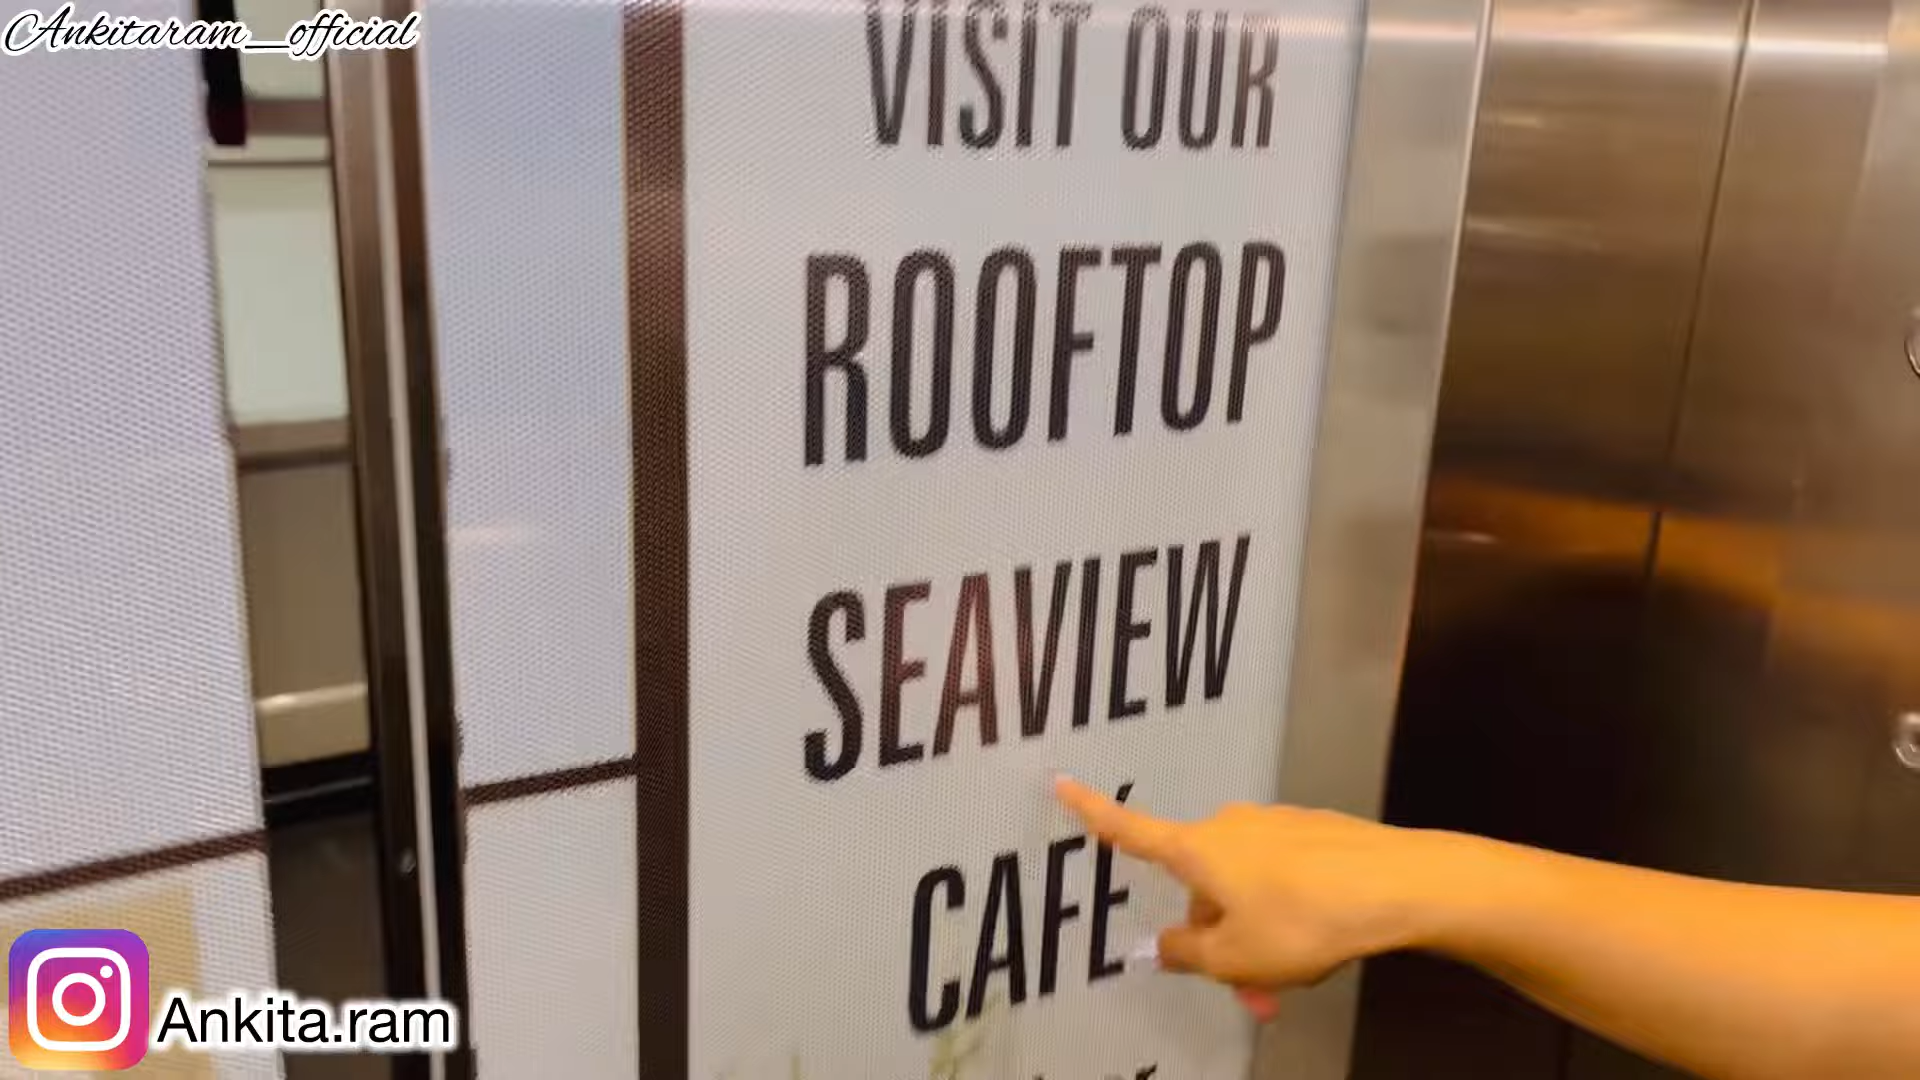 Ankitaram_official
VISIT OUR
ROOFTOP
SEAVIEW
CAFÉ
Ankita.ram